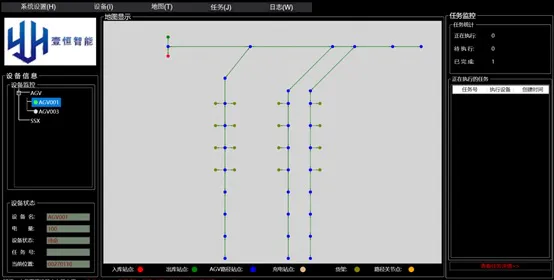 系统设置(H) 设备(I) 地图(T) 任务(J) 日志(W)
壹恒智能
设备信息
设备监控
AGV
AGV001
AGV003
SSX
设备状态
设 备 名: AGV001
电 量: 100
设备状态:
任 务 号:
当前位置:
地图显示
入库站点: 出库站点: AGV路径站点: 充电站点: 货架: 路径关节点:
任务监控
任务统计
正在执行: 0
待 执 行: 0
已 完 成: 1
正在执行的任务
任务号 执行设备 创建时间